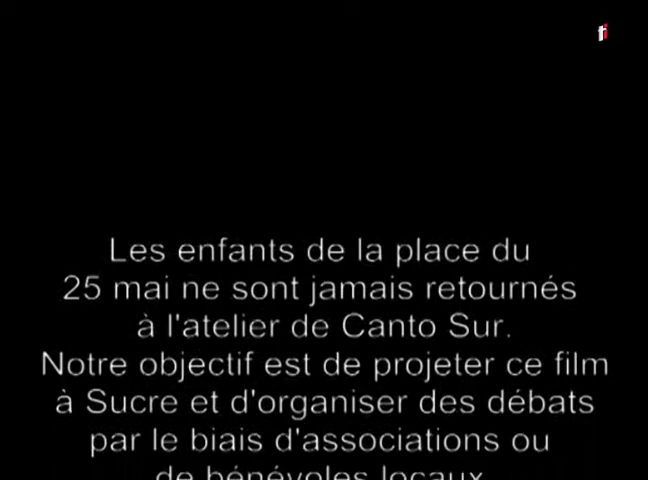 fi
Les enfants de la place du
25 mai ne sont jamais retournés
à l'atelier de Canto Sur.
Notre objectif est de projeter ce film
à Sucre et d'organiser des débats
par le biais d'associations ou
de bénévoles locaux.